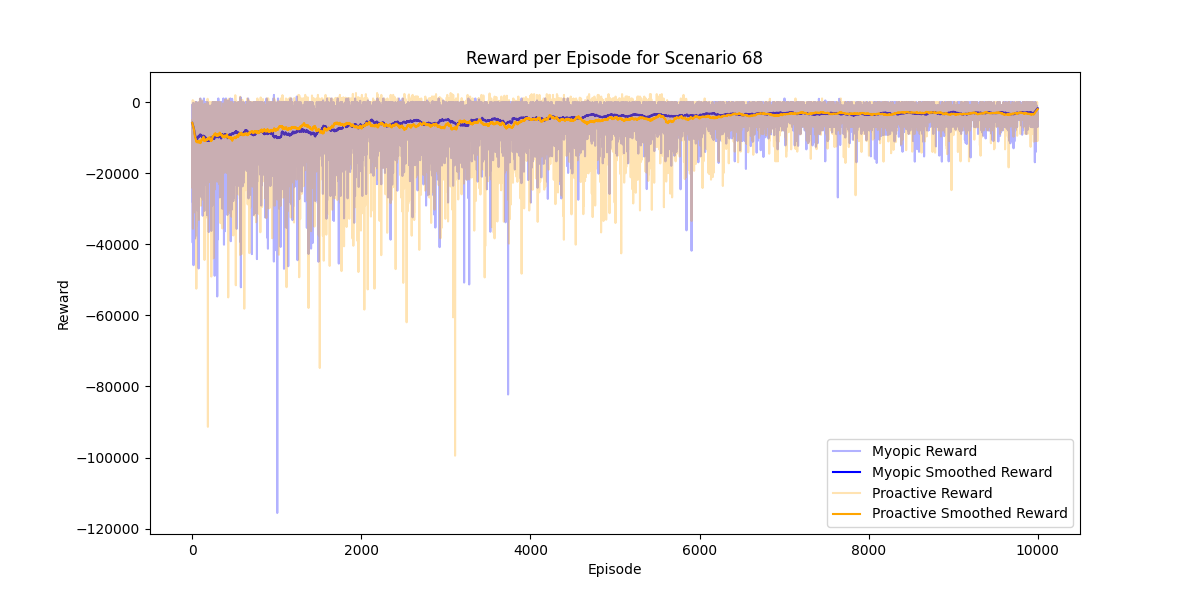 Reward per Episode for Scenario 68
Reward
0
−20000
−40000
−60000
−80000
−100000
−120000
0 2000 4000 6000 8000 10000
Episode
Myopic Reward
Myopic Smoothed Reward
Proactive Reward
Proactive Smoothed Reward